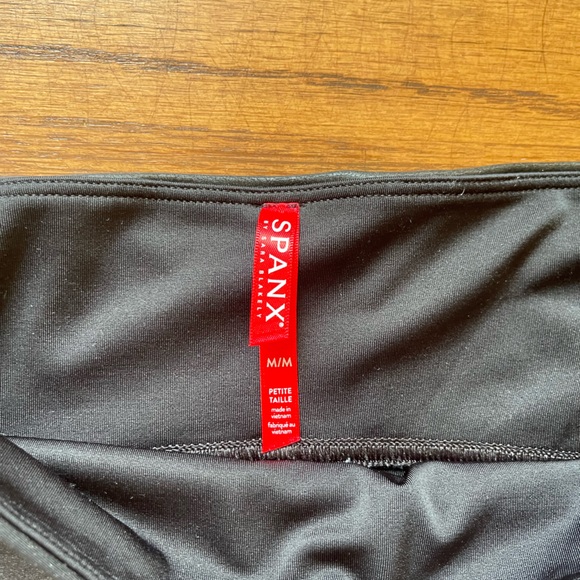 SPANX®
BY SARA BLAKELY
M/M
PETITE
TAILLE
made in
vietnam
fabriqué au
vietnam